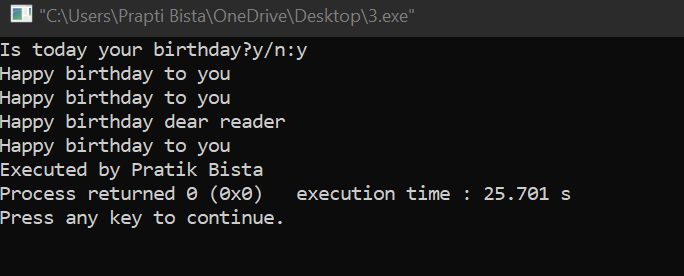 "C:\Users\Prapti Bista\OneDrive\Desktop\3.exe"
Is today your birthday?y/n:y
Happy birthday to you
Happy birthday to you
Happy birthday dear reader
Happy birthday to you
Executed by Pratik Bista
Process returned 0 (0x0)   execution time : 25.701 s
Press any key to continue.